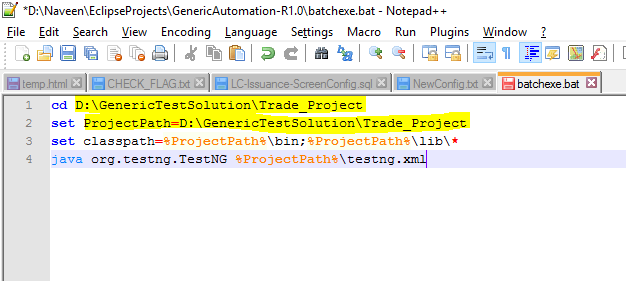 *D:\Naveen\EclipseProjects\GenericAutomation-R1.0\batchexe.bat - Notepad++
File Edit Search View Encoding Language Settings Macro Run Plugins Window ?
temp.html CHECK_FLAG.txt LC-Issuance-ScreenConfig.sql NewConfig.txt batchexe.bat
1 cd D:\GenericTestSolution\Trade_Project
2 set ProjectPath=D:\GenericTestSolution\Trade_Project
3 set classpath=%ProjectPath%\bin;%ProjectPath%\lib\*
4 java org.testng.TestNG %ProjectPath%\testng.xml